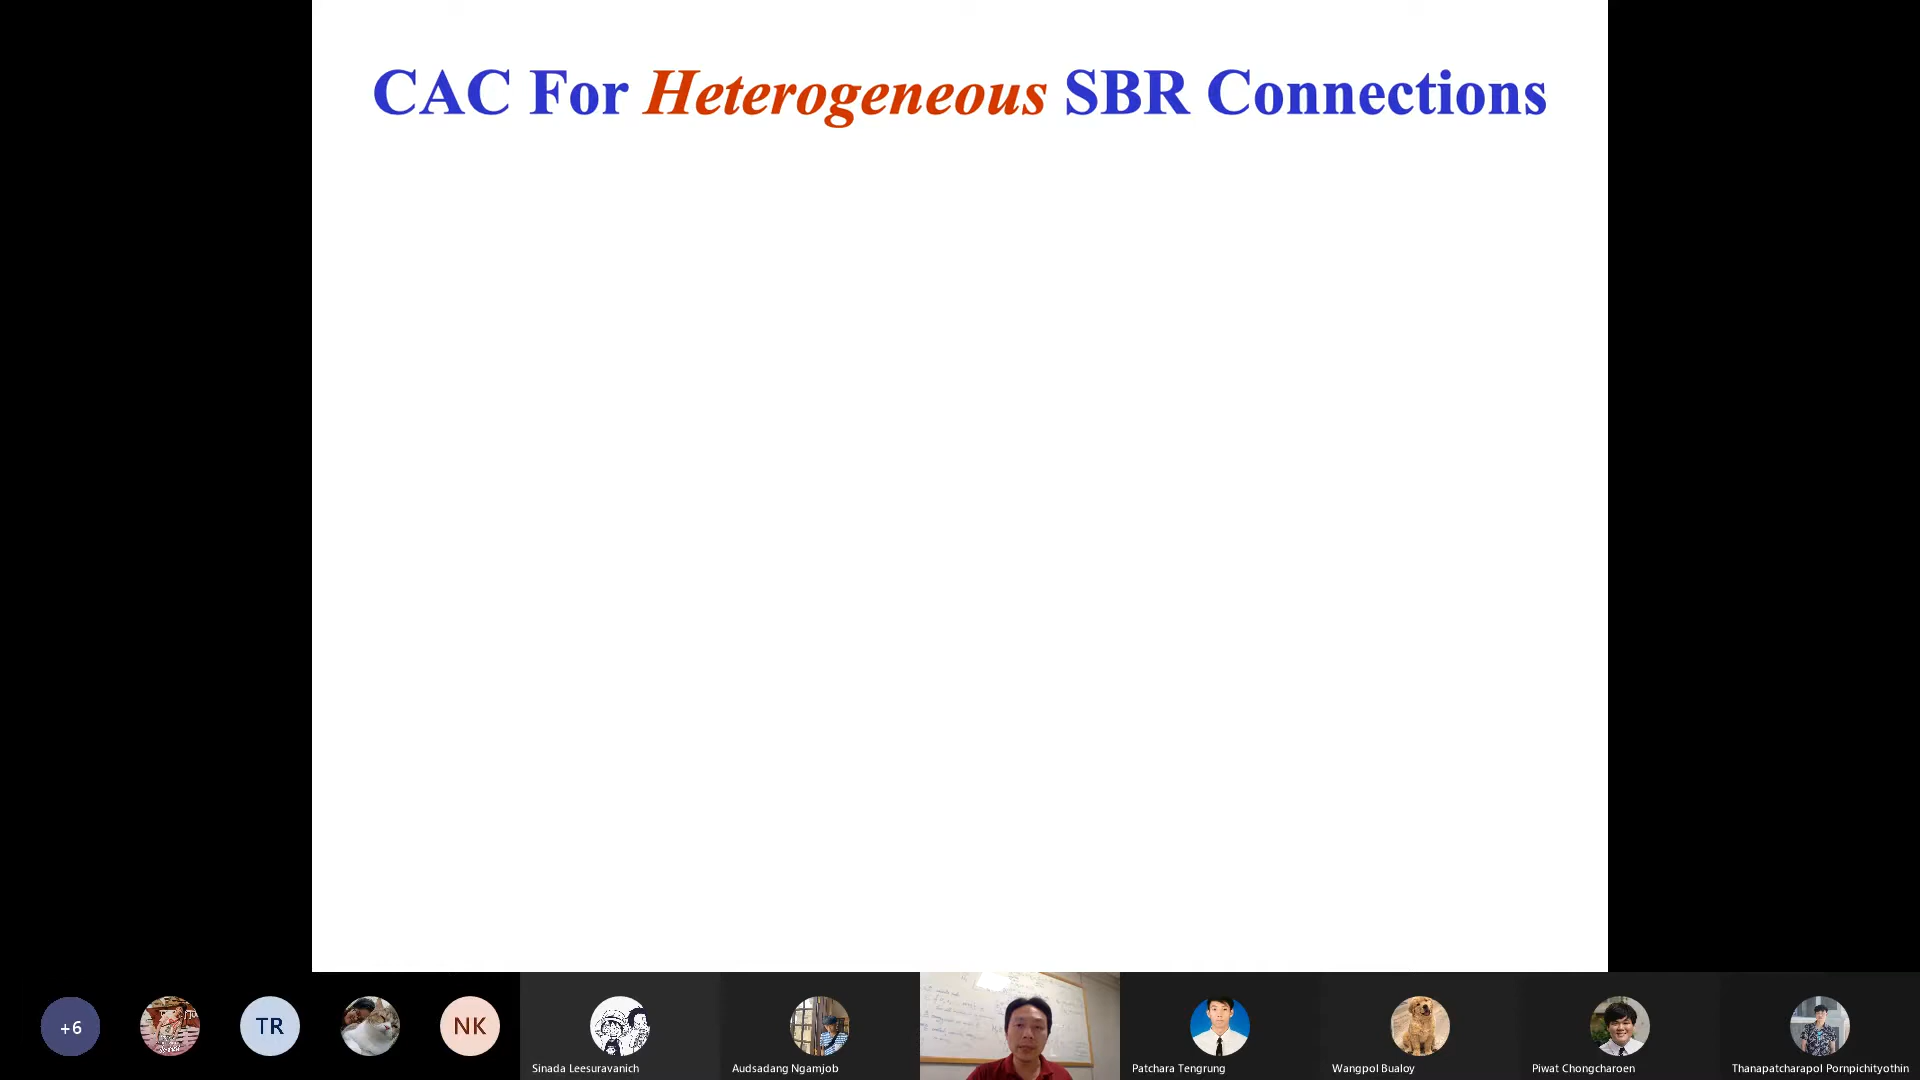 CAC For Heterogeneous SBR Connections
+6
TR
NK
Sinada Leesuravanich
Audsadang Ngamjob
Patchara Tengrung
Wangpol Bualoy
Piwat Chongcharoen
Thanapatcharapol Pornpichityothin